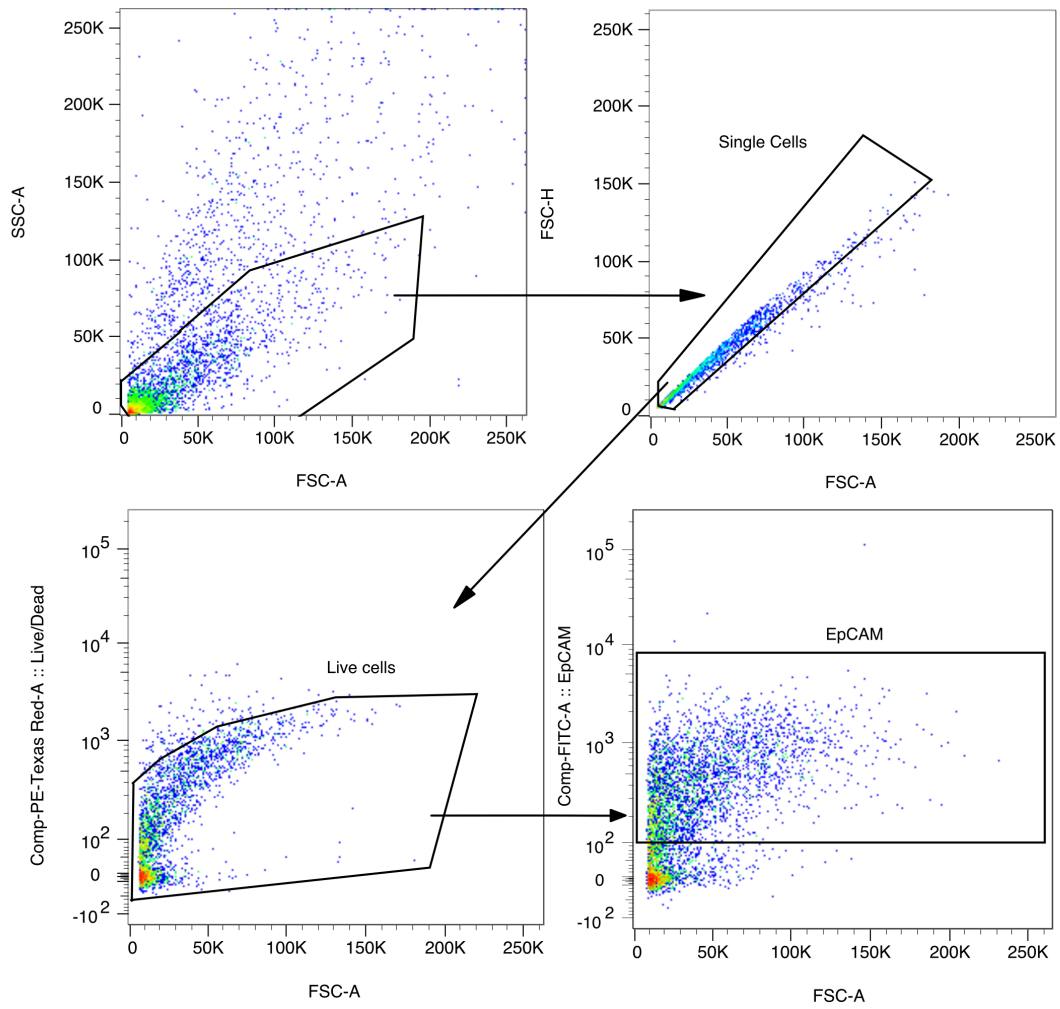 250K
200K
150K
100K
50K
0
SSC-A
0 50K 100K 150K 200K 250K
FSC-A
250K
200K
150K
100K
50K
0
FSC-H
Single Cells
0 50K 100K 150K 200K 250K
FSC-A
10^5
10^4
10^3
10^2
0
-10^2
Comp-PE-Texas Red-A :: Live/Dead
Live cells
0 50K 100K 150K 200K 250K
FSC-A
10^5
10^4
10^3
10^2
0
-10^2
Comp-FITC-A :: EpCAM
EpCAM
0 50K 100K 150K 200K 250K
FSC-A